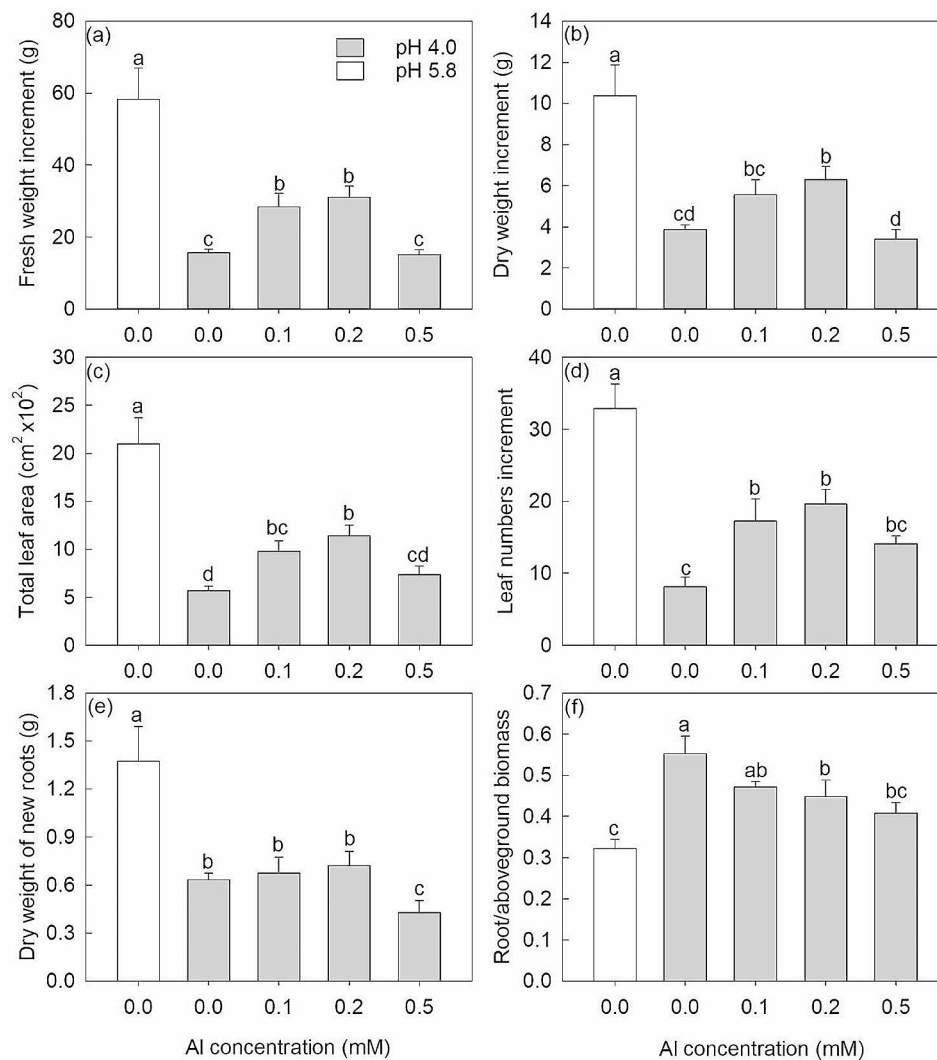 (a)
pH 4.0
pH 5.8
Fresh weight increment (g)
80
60
40
20
0
a
c
b
b
c
0.0 0.0 0.1 0.2 0.5
(b)
Dry weight increment (g)
14
12
10
8
6
4
2
0
a
cd
bc
b
d
0.0 0.0 0.1 0.2 0.5
(c)
Total leaf area (cm² x10²)
30
25
20
15
10
5
0
a
d
bc
b
cd
0.0 0.0 0.1 0.2 0.5
(d)
Leaf numbers increment
40
30
20
10
0
a
c
b
b
bc
0.0 0.0 0.1 0.2 0.5
(e)
Dry weight of new roots (g)
1.8
1.5
1.2
0.9
0.6
0.3
0.0
a
b
b
b
c
0.0 0.0 0.1 0.2 0.5
Al concentration (mM)
(f)
Root/aboveground biomass
0.7
0.6
0.5
0.4
0.3
0.2
0.1
0.0
c
a
ab
b
bc
0.0 0.0 0.1 0.2 0.5
Al concentration (mM)